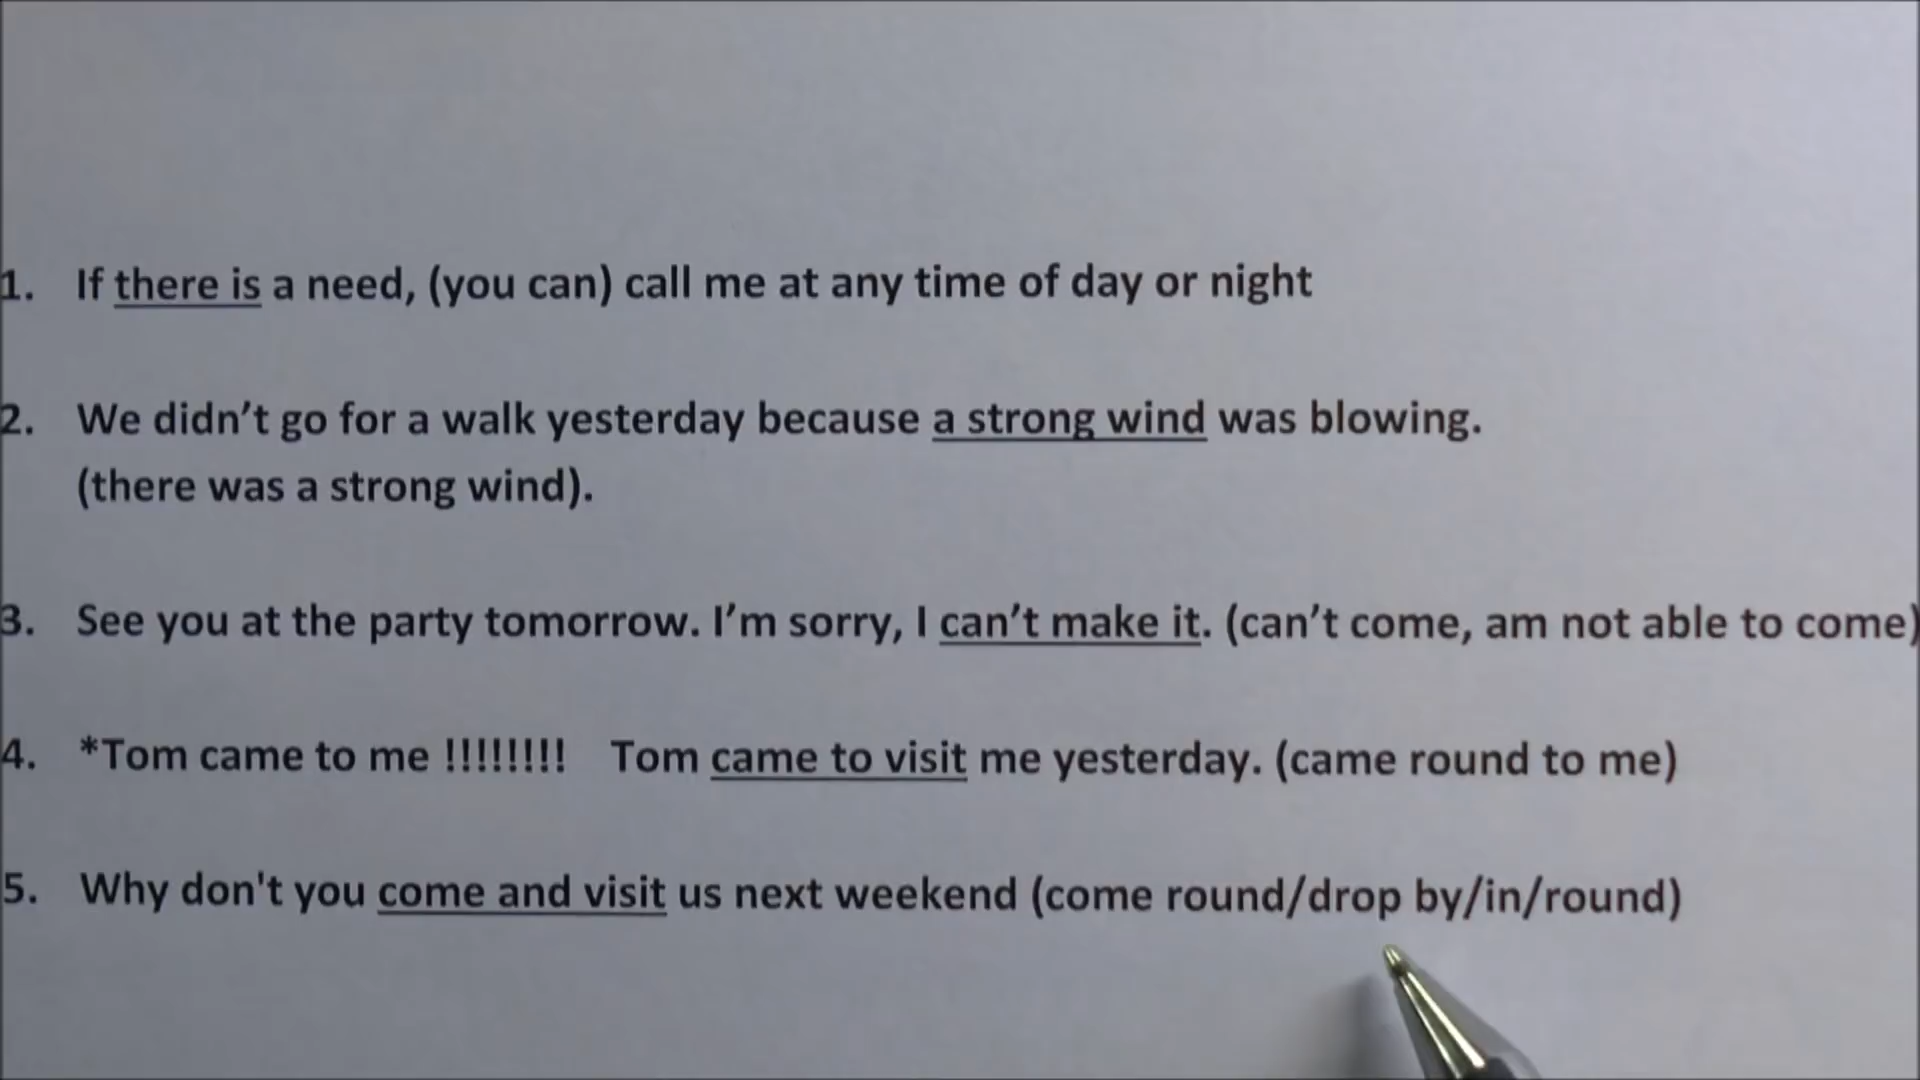 1. If there is a need, (you can) call me at any time of day or night
2. We didn’t go for a walk yesterday because a strong wind was blowing.
(there was a strong wind).
3. See you at the party tomorrow. I’m sorry, I can’t make it. (can’t come, am not able to come)
4. *Tom came to me !!!!!!!!! Tom came to visit me yesterday. (came round to me)
5. Why don't you come and visit us next weekend (come round/drop by/in/round)